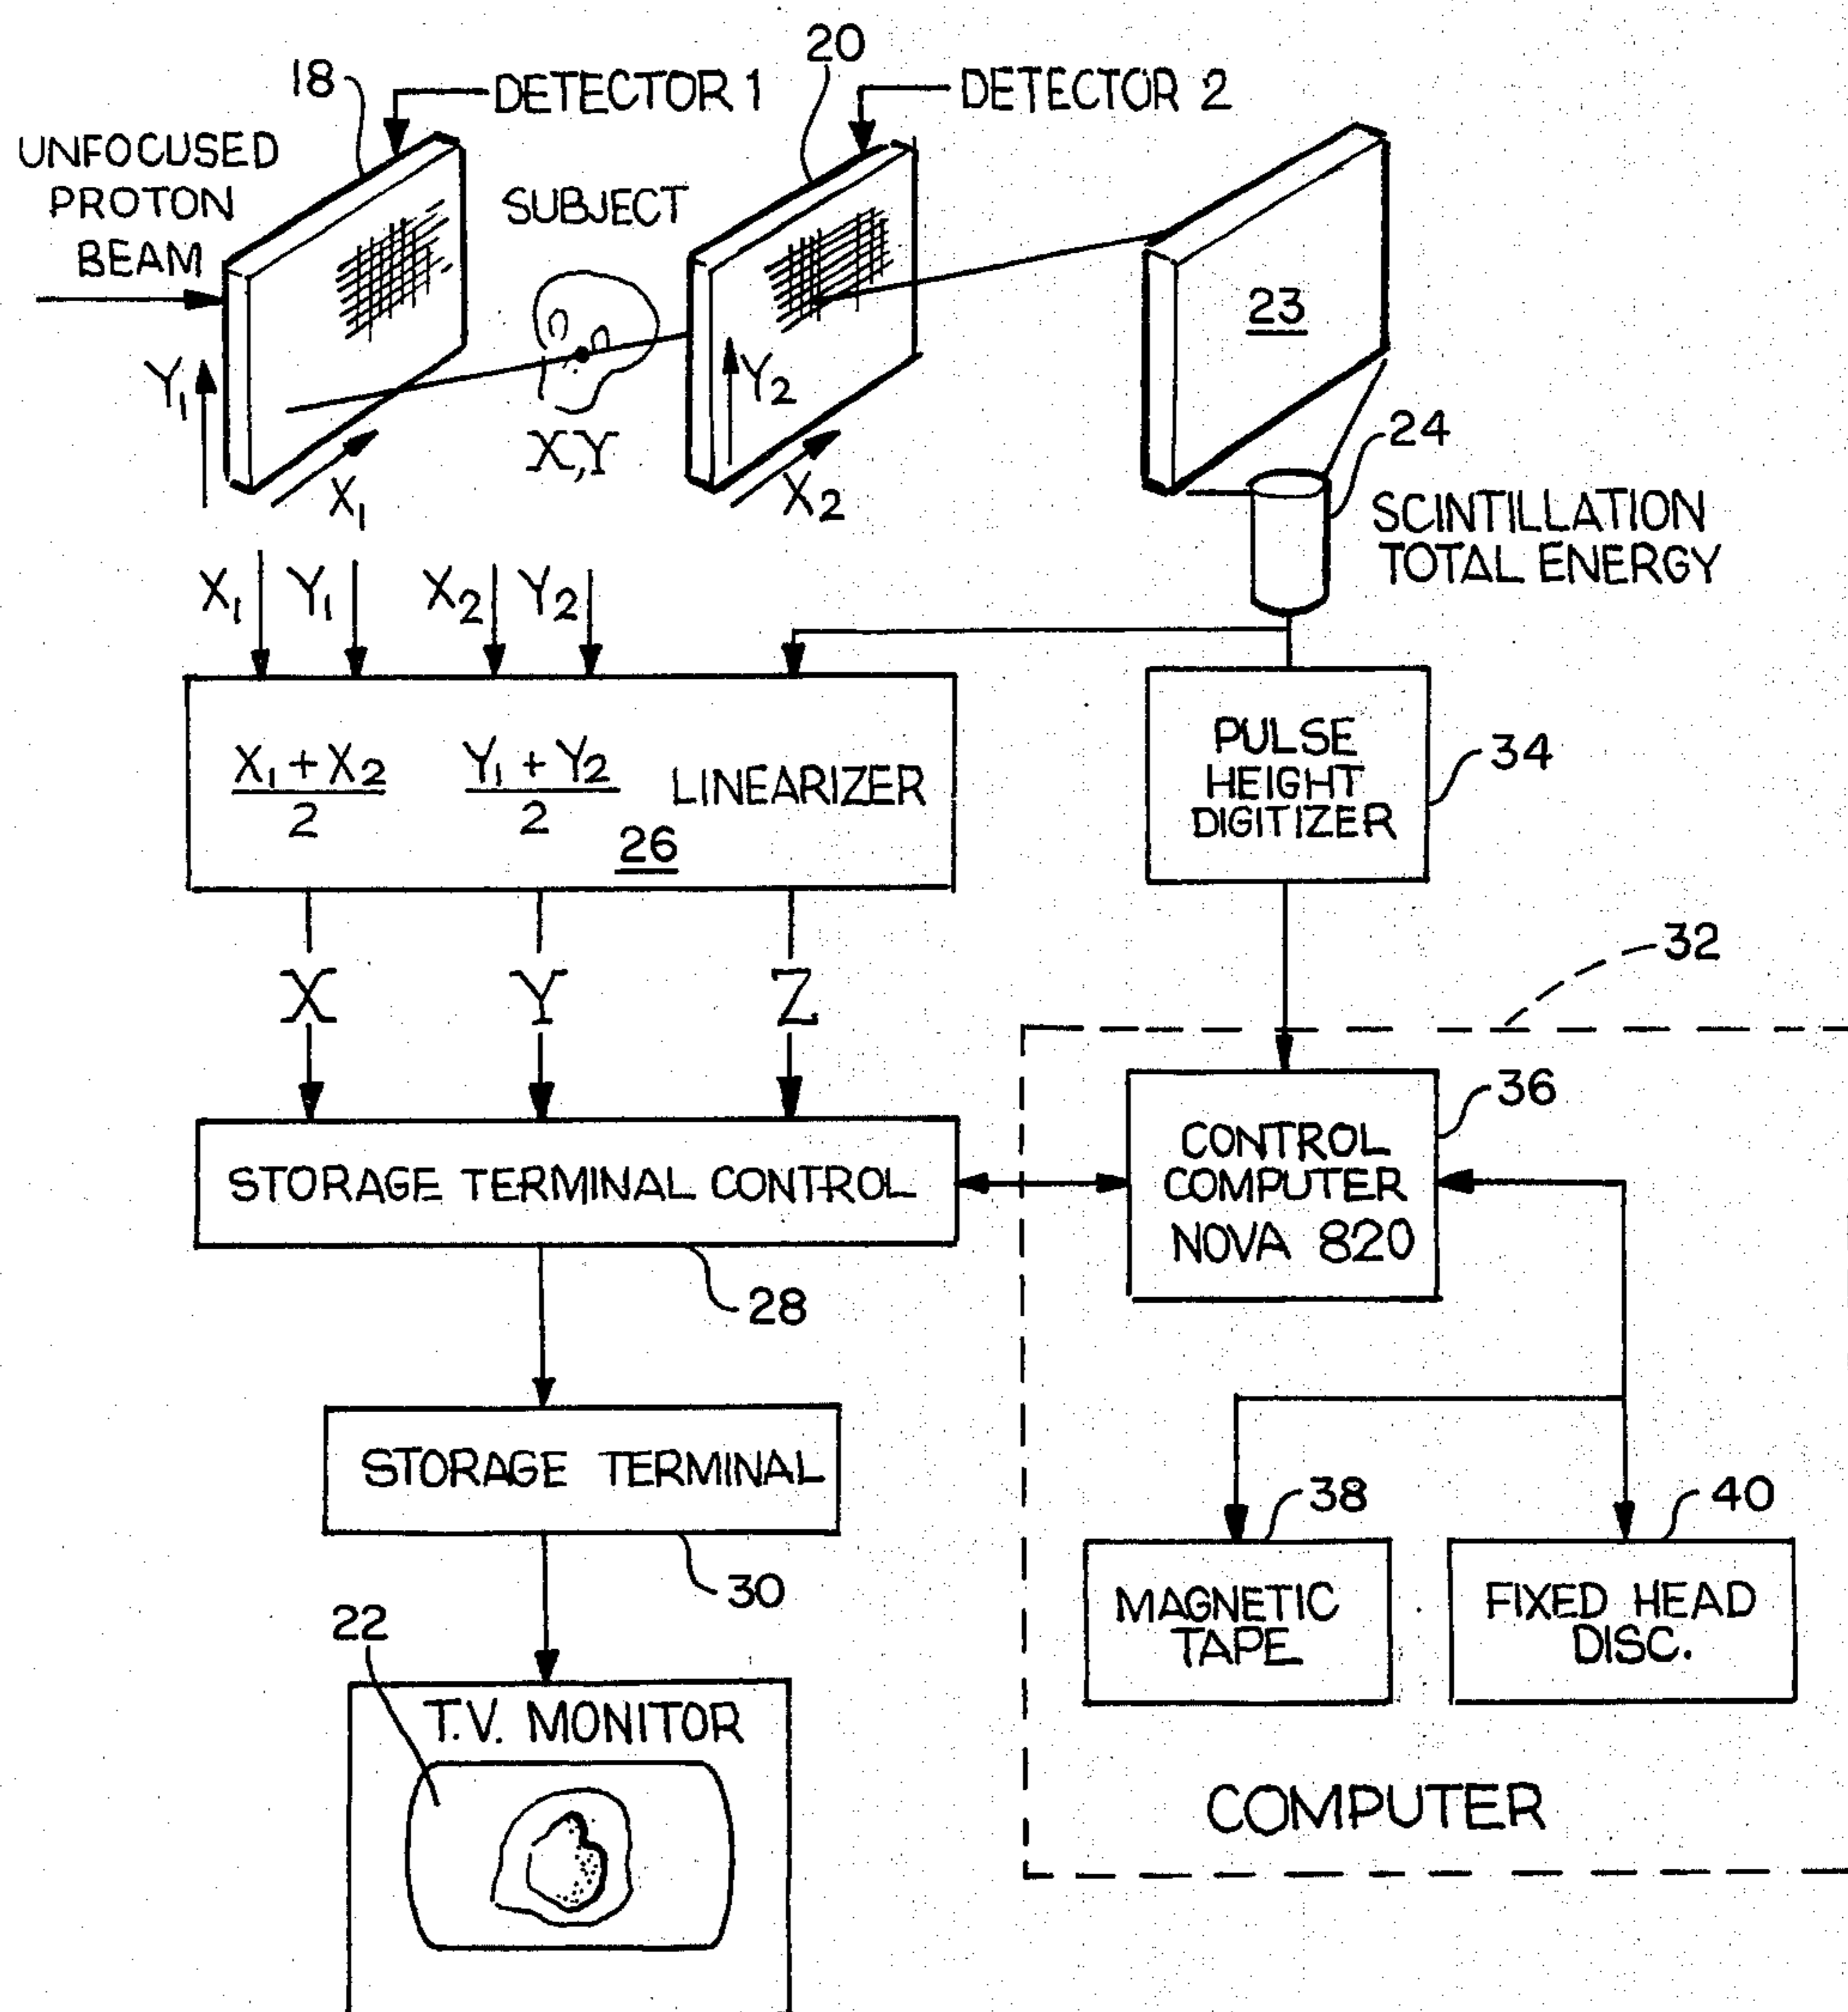 18
DETECTOR 1
20
DETECTOR 2
UNFOCUSED
PROTON
BEAM
SUBJECT
23
Y₁
X₁
X,Y
Y₂
X₂
24
SCINTILLATION
TOTAL ENERGY
X₁ Y₁ X₂ Y₂
X₁ + X₂
2
Y₁ + Y₂
2
LINEARIZER
26
PULSE
HEIGHT
DIGITIZER
34
X Y Z
32
STORAGE TERMINAL CONTROL
28
CONTROL
COMPUTER
NOVA 820
36
STORAGE TERMINAL
30
38
MAGNETIC
TAPE
40
FIXED HEAD
DISC.
22
T.V. MONITOR
COMPUTER